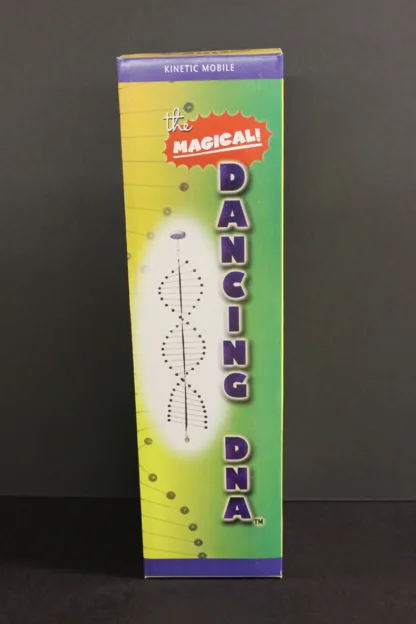 KINETIC MOBILE
the
MAGICAL!
DANCING DNA™